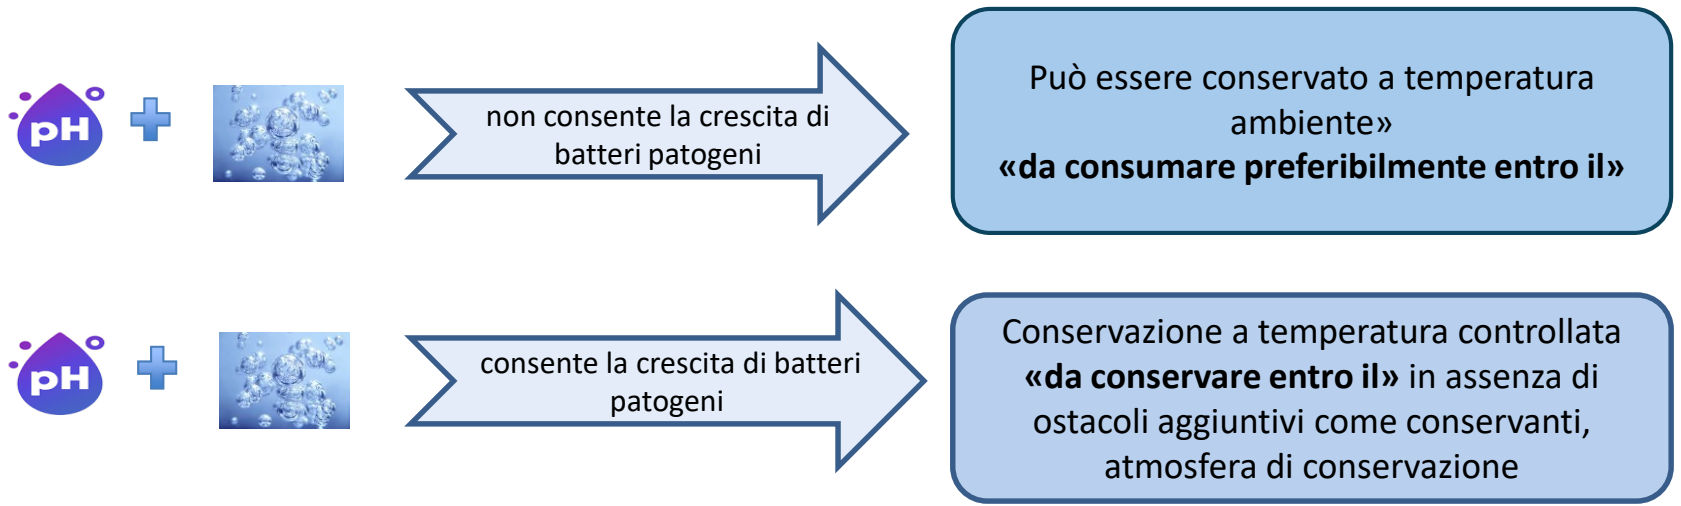 pH
non consente la crescita di
batteri patogeni
Può essere conservato a temperatura
ambiente»
«da consumare preferibilmente entro il»
pH
consente la crescita di batteri
patogeni
Conservazione a temperatura controllata
«da conservare entro il» in assenza di
ostacoli aggiuntivi come conservanti,
atmosfera di conservazione